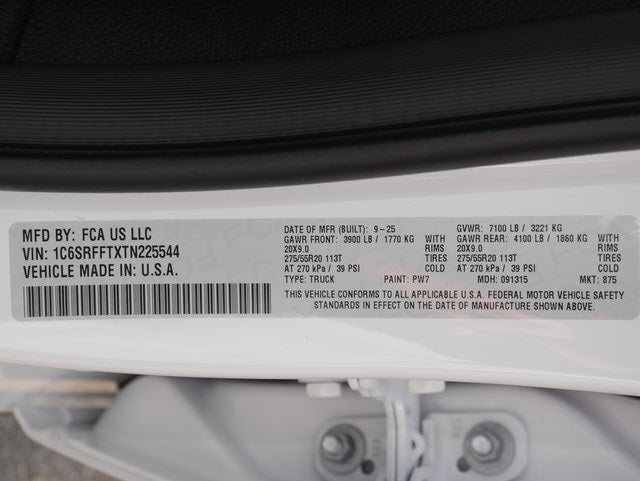 MFD BY: FCA US LLC
VIN: 1C6SRFFTXTN225544
VEHICLE MADE IN U.S.A.
DATE OF MFR (BUILT): 9-25 GVWR: 7100 LB / 3221 KG
GAWR FRONT: 3900 LB / 1770 KG WITH GAWR REAR: 4100 LB / 1860 KG WITH
20X9.0 RIMS 20X9.0 RIMS
275/55R20 113T TIRES 275/55R20 113T TIRES
AT 270 kPa / 39 PSI COLD AT 270 kPa / 39 PSI COLD
TYPE: TRUCK PAINT: PW7 MDH: 091315 MKT: 875
THIS VEHICLE CONFORMS TO ALL APPLICABLE U.S.A. FEDERAL MOTOR VEHICLE SAFETY
STANDARDS IN EFFECT ON THE DATE OF MANUFACTURE SHOWN ABOVE.